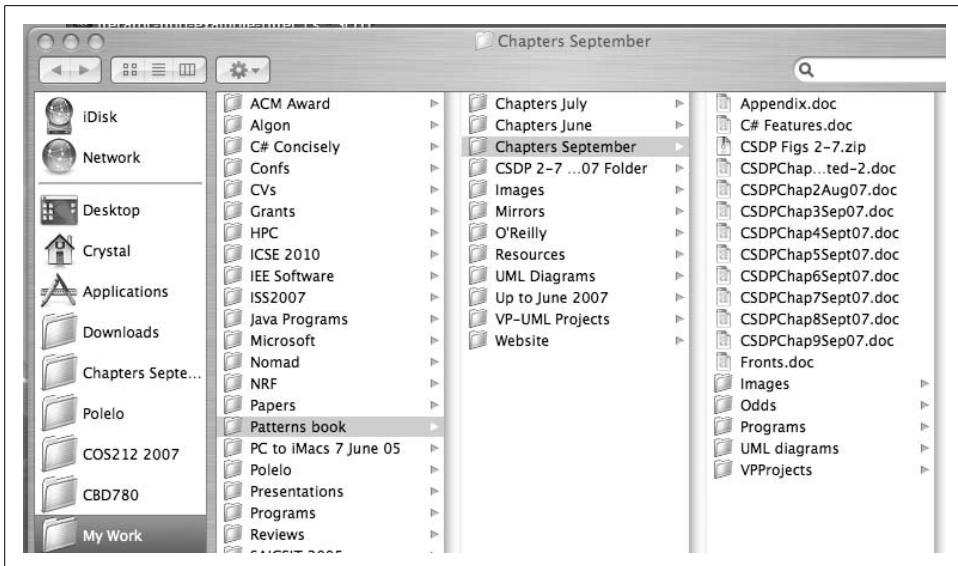 Chapters September
iDisk
Network
Desktop
Crystal
Applications
Downloads
Chapters Septe...
Polelo
COS212 2007
CBD780
My Work
ACM Award
Algon
C# Concisely
Confs
CVs
Grants
HPC
ICSE 2010
IEE Software
ISS2007
Java Programs
Microsoft
Nomad
NRF
Papers
Patterns book
PC to iMacs 7 June 05
Polelo
Presentations
Programs
Reviews
Chapters July
Chapters June
Chapters September
CSDP 2-7 ...07 Folder
Images
Mirrors
O'Reilly
Resources
UML Diagrams
Up to June 2007
VP-UML Projects
Website
Appendix.doc
C# Features.doc
CSDP Figs 2-7.zip
CSDPChap...ted-2.doc
CSDPChap2Aug07.doc
CSDPChap3Sep07.doc
CSDPChap4Sept07.doc
CSDPChap5Sept07.doc
CSDPChap6Sept07.doc
CSDPChap7Sept07.doc
CSDPChap8Sept07.doc
CSDPChap9Sep07.doc
Fronts.doc
Images
Odds
Programs
UML diagrams
VPProjects